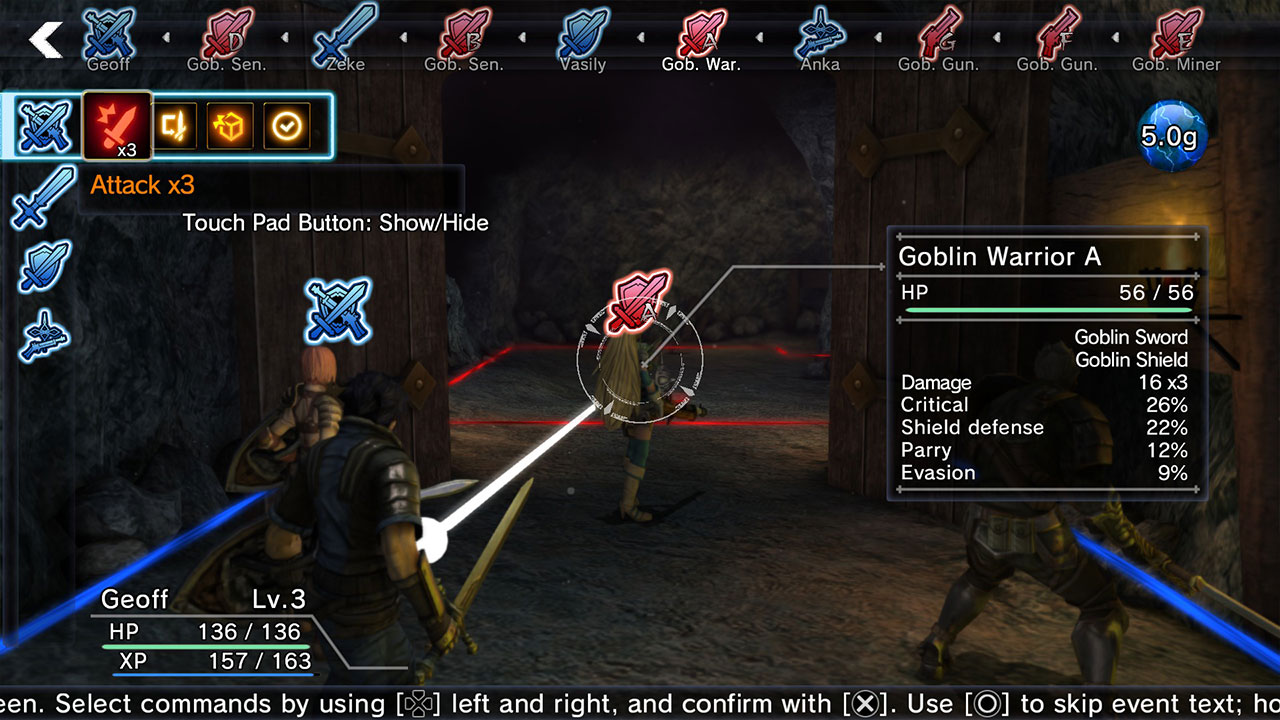 Geoff Gob. Sen. Zeke Gob. Sen. Vasily Gob. War. Anka Gob. Gun. Gob. Gun. Gob. Miner
D B A G F E
x3
5.0g
Attack x3
Touch Pad Button: Show/Hide
A
Goblin Warrior A
HP 56 / 56
Goblin Sword
Goblin Shield
Damage 16 x3
Critical 26%
Shield defense 22%
Parry 12%
Evasion 9%
Geoff Lv.3
HP 136 / 136
XP 157 / 163
een. Select commands by using [ ] left and right, and confirm with [X]. Use [O] to skip event text; ho